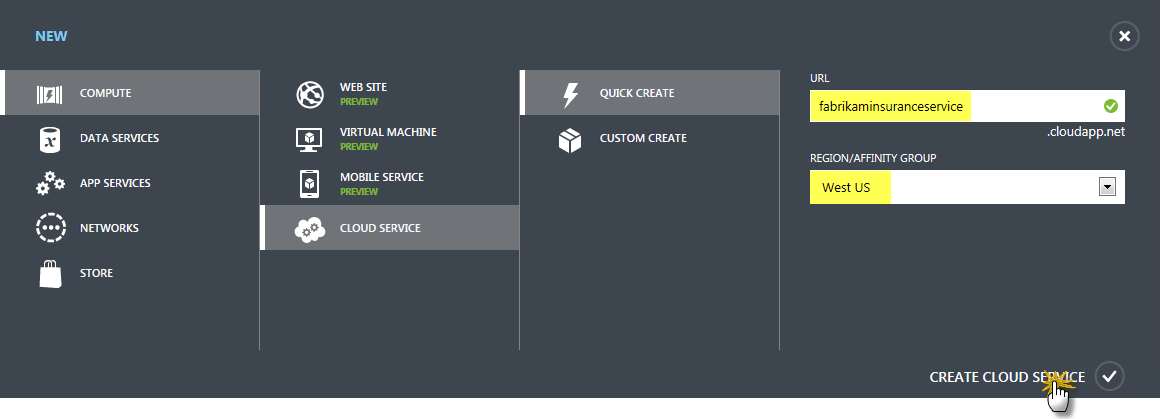 NEW
COMPUTE
DATA SERVICES
APP SERVICES
NETWORKS
STORE
WEB SITE
PREVIEW
VIRTUAL MACHINE
PREVIEW
MOBILE SERVICE
PREVIEW
CLOUD SERVICE
QUICK CREATE
CUSTOM CREATE
URL
fabrikaminsuranceservice
.cloudapp.net
REGION/AFFINITY GROUP
West US
CREATE CLOUD SERVICE